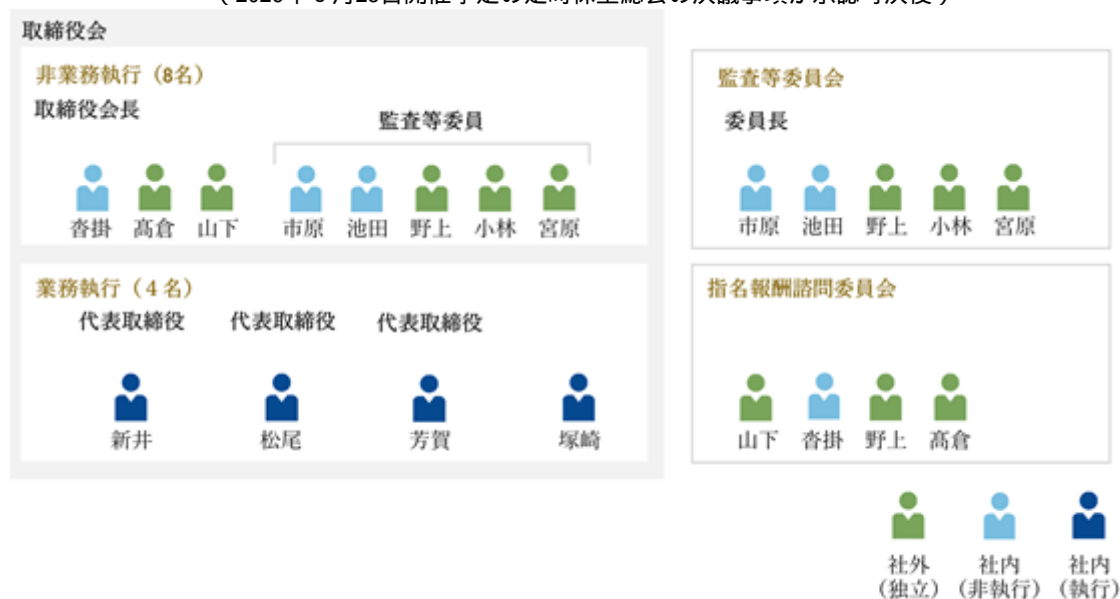 取締役会
非業務執行（8名）
取締役会長
監査等委員
沓掛 髙倉 山下 市原 池田 野上 小林 宮原
業務執行（４名）
代表取締役 代表取締役 代表取締役
新井 松尾 芳賀 塚崎
監査等委員会
委員長
市原 池田 野上 小林 宮原
指名報酬諮問委員会
山下 沓掛 野上 髙倉
社外 社内 社内
（独立） （非執行） （執行）